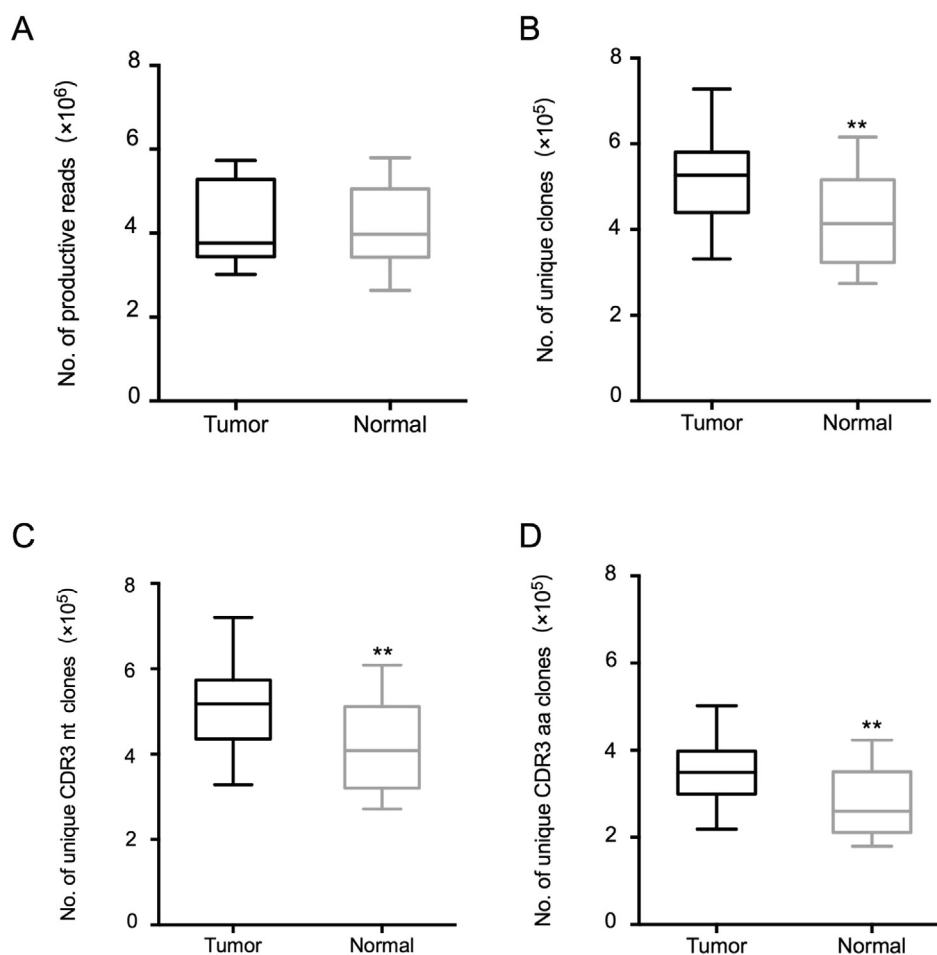 A
No. of productive reads (×10⁶)
8
6
4
2
0
Tumor
Normal
B
No. of unique clones (×10⁵)
8
6
4
2
0
**
Tumor
Normal
C
No. of unique CDR3 nt clones (×10⁵)
8
6
4
2
0
**
Tumor
Normal
D
No. of unique CDR3 aa clones (×10⁵)
8
6
4
2
0
**
Tumor
Normal